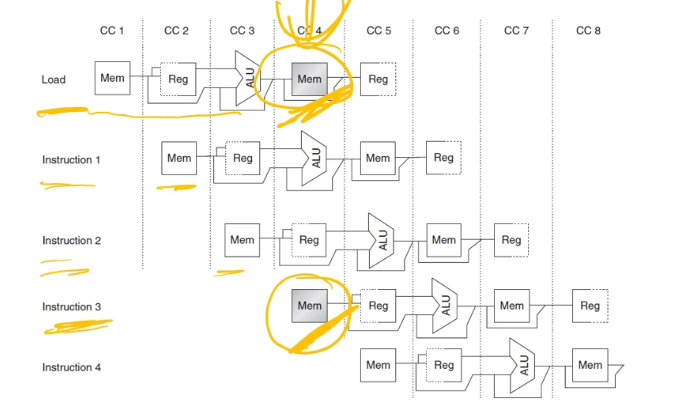 CC 1 CC 2 CC 3 CC 4 CC 5 CC 6 CC 7 CC 8
Load Mem Reg ALU Mem Reg
Instruction 1 Mem Reg ALU Mem Reg
Instruction 2 Mem Reg ALU Mem Reg
Instruction 3 Mem Reg ALU Mem Reg
Instruction 4 Mem Reg ALU Mem